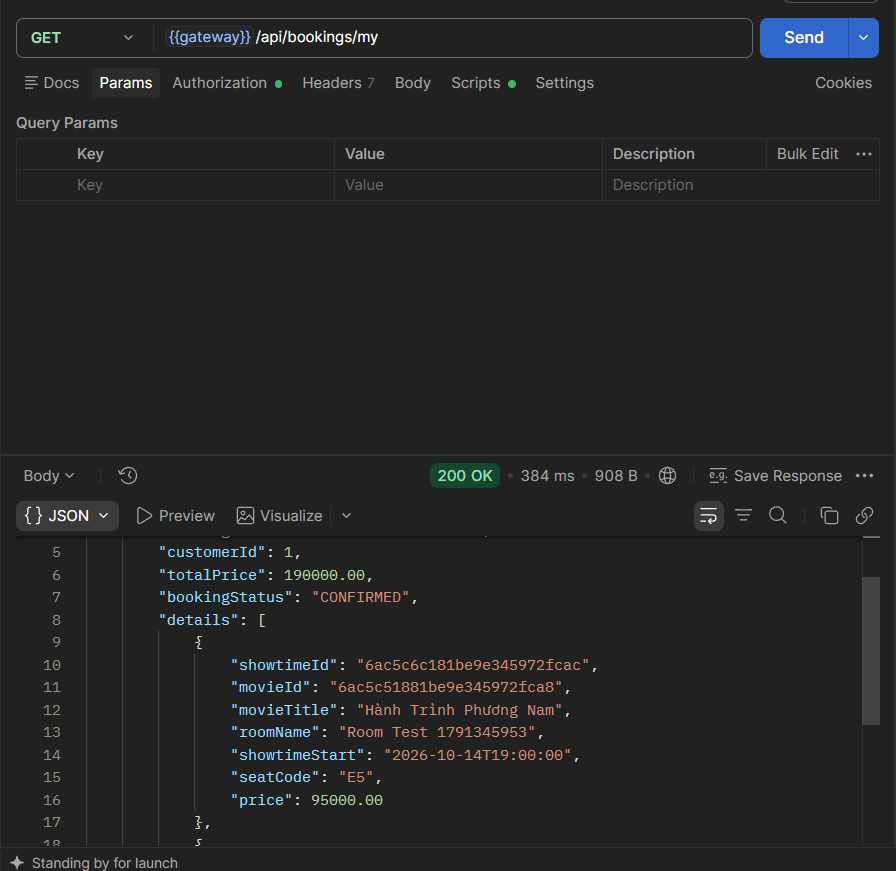 GET {{gateway}} /api/bookings/my Send
Docs Params Authorization Headers 7 Body Scripts Settings Cookies
Query Params
Key Value Description Bulk Edit
Key Value Description
Body 200 OK 384 ms 908 B e.g. Save Response
{} JSON Preview Visualize
5 "customerId": 1,
6 "totalPrice": 190000.00,
7 "bookingStatus": "CONFIRMED",
8 "details": [
9 {
10 "showtimeId": "6ac5c6c181be9e345972fcac",
11 "movieId": "6ac5c51881be9e345972fca8",
12 "movieTitle": "Hành Trình Phương Nam",
13 "roomName": "Room Test 1791345953",
14 "showtimeStart": "2026-10-14T19:00:00",
15 "seatCode": "E5",
16 "price": 95000.00
17 },
18 {
Standing by for launch